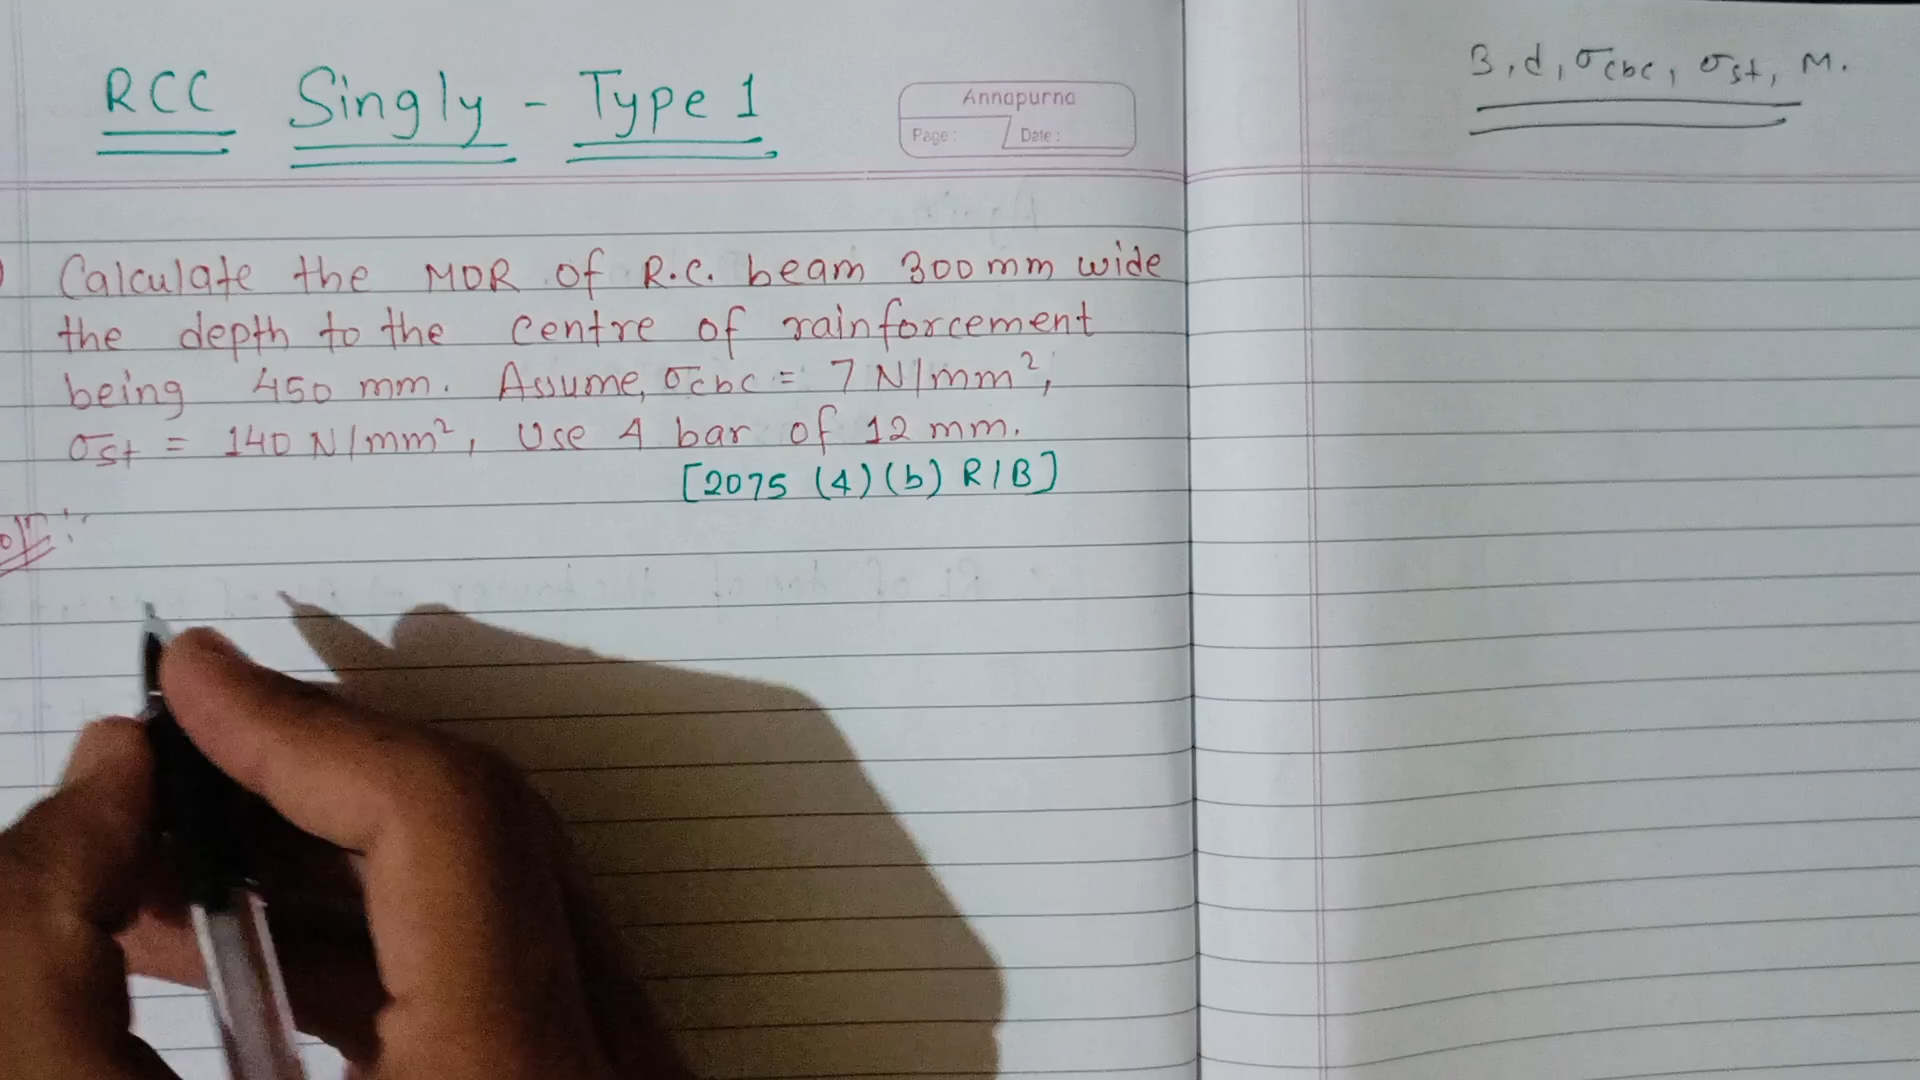 RCC Singly - Type 1
Annapurna
Page: Date:
B, d, σcbc, σst, M.
Calculate the MOR of R.C. beam 300 mm wide
the depth to the centre of rainforcement
being 450 mm. Assume, σcbc = 7 N/mm²,
σst = 140 N/mm², Use 4 bar of 12 mm.
[2075 (4)(b) R/B]